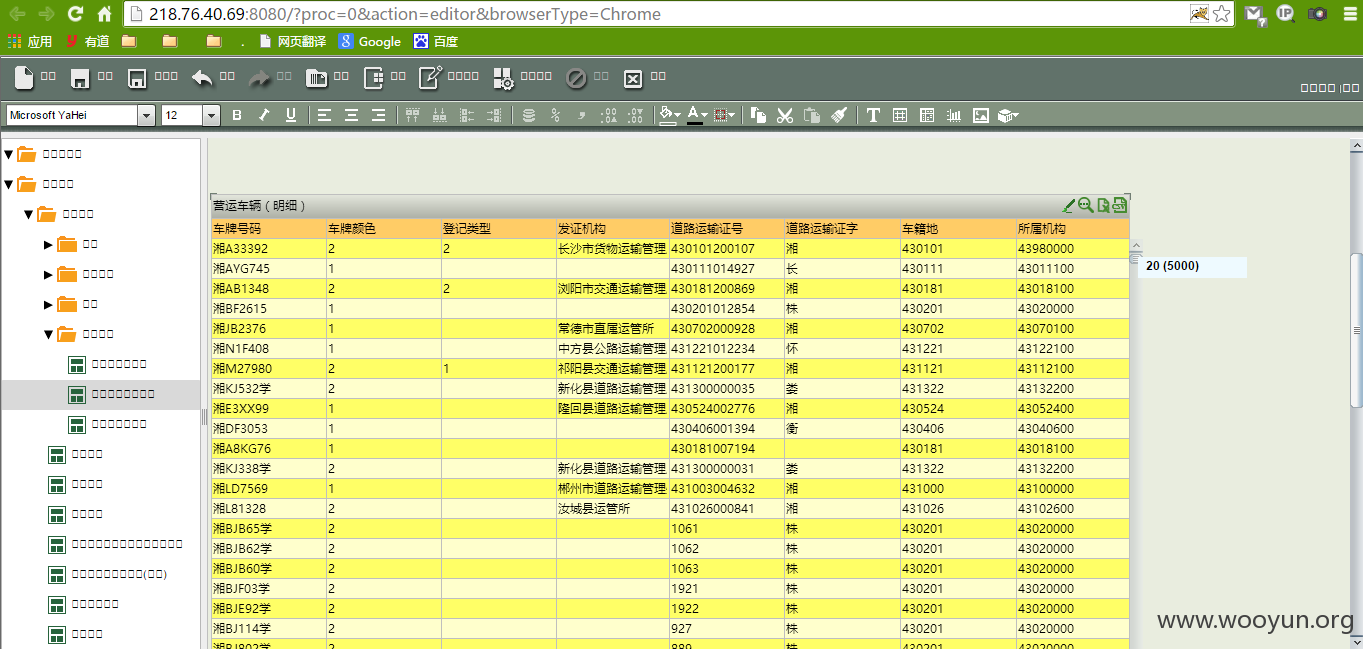 218.76.40.69:8080/?proc=0&action=editor&browserType=Chrome
应用 有道 . 网页翻译 Google 百度
Microsoft YaHei 12
营运车辆（明细）
车牌号码 车牌颜色 登记类型 发证机构 道路运输证号 道路运输证字 车籍地 所属机构
湘A33392 2 2 长沙市货物运输管理 430101200107 湘 430101 43980000
湘AYG745 1 430111014927 长 430111 43011100
20 (5000)
湘AB1348 2 2 浏阳市交通运输管理 430181200869 湘 430181 43018100
湘BF2615 1 430201012854 株 430201 43020000
湘JB2376 1 常德市直属运管所 430702000928 湘 430702 43070100
湘N1F408 1 中方县公路运输管理 431221012234 怀 431221 43122100
湘M27980 2 1 祁阳县交通运输管理 431121200177 湘 431121 43112100
湘KJ532学 2 新化县道路运输管理 431300000035 娄 431322 43132200
湘E3XX99 1 隆回县道路运输管理 430524002776 湘 430524 43052400
湘DF3053 1 430406001394 衡 430406 43040600
湘A8KG76 1 430181007194 430181 43018100
湘KJ338学 2 新化县道路运输管理 431300000031 娄 431322 43132200
湘LD7569 1 郴州市道路运输管理 431003004632 湘 431000 43100000
湘L81328 2 汝城县运管所 431026000841 湘 431026 43102600
湘BJB65学 2 1061 株 430201 43020000
湘BJB62学 2 1062 株 430201 43020000
湘BJB60学 2 1063 株 430201 43020000
湘BJF03学 2 1921 株 430201 43020000
湘BJE92学 2 1922 株 430201 43020000
湘BJ114学 2 927 株 430201 43020000
湘BJ802学 2 889 株 430201 43020000
www.wooyun.org